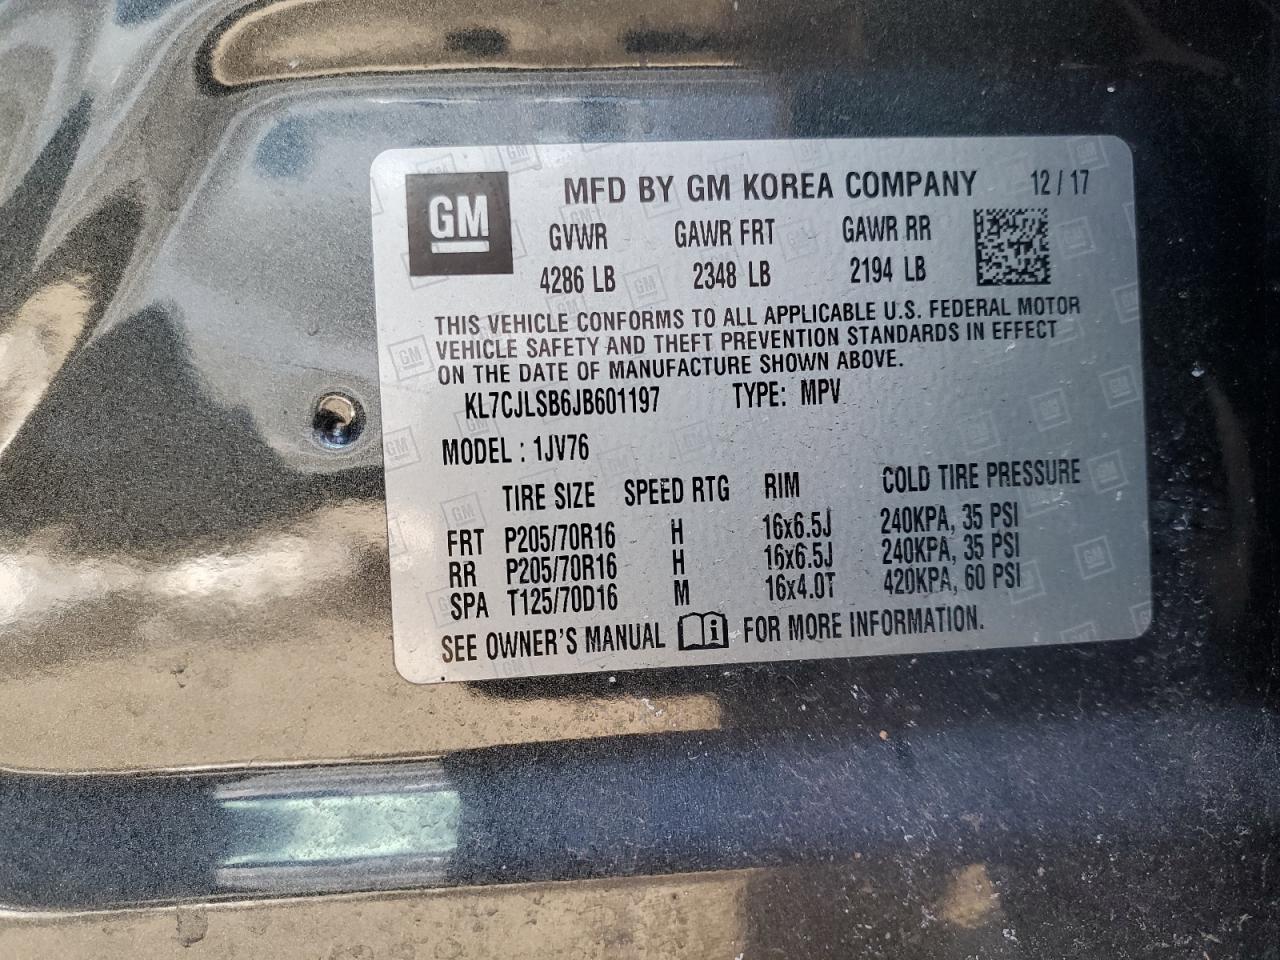 GM
MFD BY GM KOREA COMPANY 12 / 17
GVWR GAWR FRT GAWR RR
4286 LB 2348 LB 2194 LB
THIS VEHICLE CONFORMS TO ALL APPLICABLE U.S. FEDERAL MOTOR
VEHICLE SAFETY AND THEFT PREVENTION STANDARDS IN EFFECT
ON THE DATE OF MANUFACTURE SHOWN ABOVE.
KL7CJLSB6JB601197 TYPE: MPV
MODEL : 1JV76
TIRE SIZE SPEED RTG RIM COLD TIRE PRESSURE
FRT P205/70R16 H 16x6.5J 240KPA, 35 PSI
RR P205/70R16 H 16x6.5J 240KPA, 35 PSI
SPA T125/70D16 M 16x4.0T 420KPA, 60 PSI
SEE OWNER'S MANUAL i FOR MORE INFORMATION.